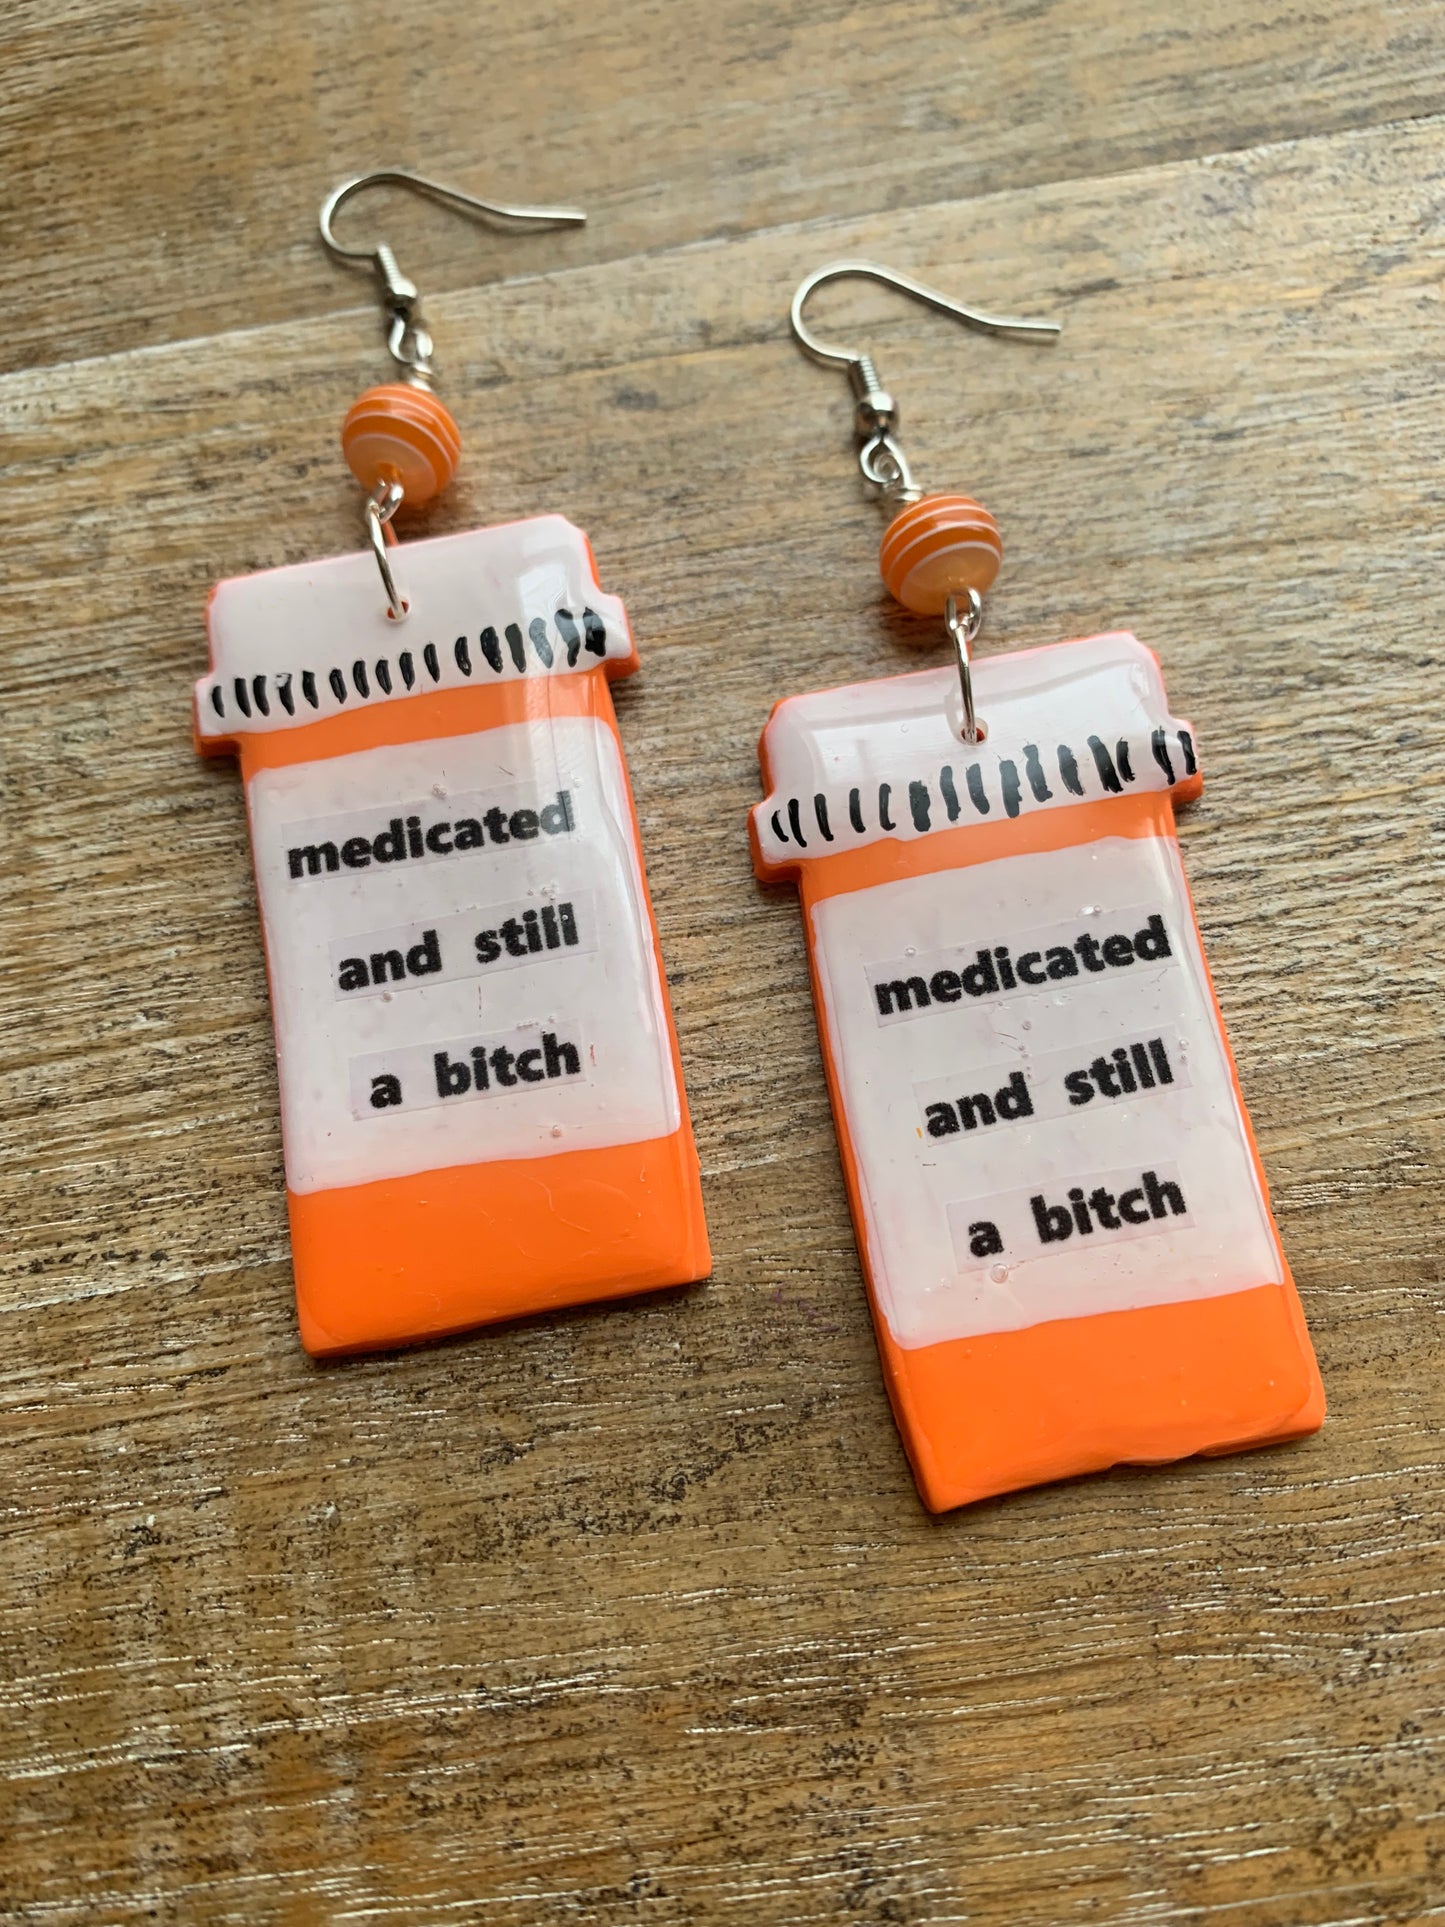 medicated
and still
a bitch
medicated
and still
a bitch